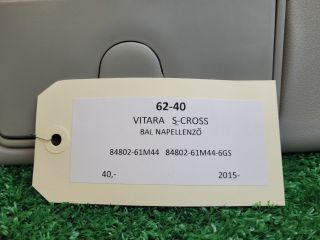 62-40
VITARA S-CROSS
BAL NAPELLENZŐ
84802-61M44 84802-61M44-6GS
40,- 2015-